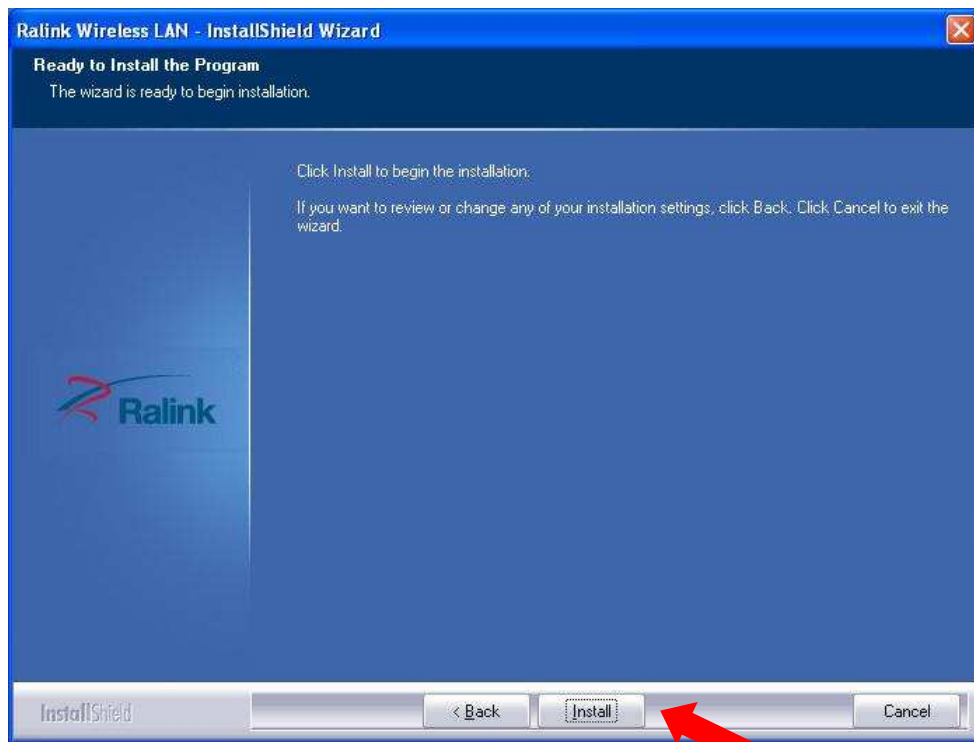 Ralink Wireless LAN - InstallShield Wizard
Ready to Install the Program
The wizard is ready to begin installation.
Click Install to begin the installation.
If you want to review or change any of your installation settings, click Back. Click Cancel to exit the
wizard.
Ralink
InstallShield
< Back
Install
Cancel